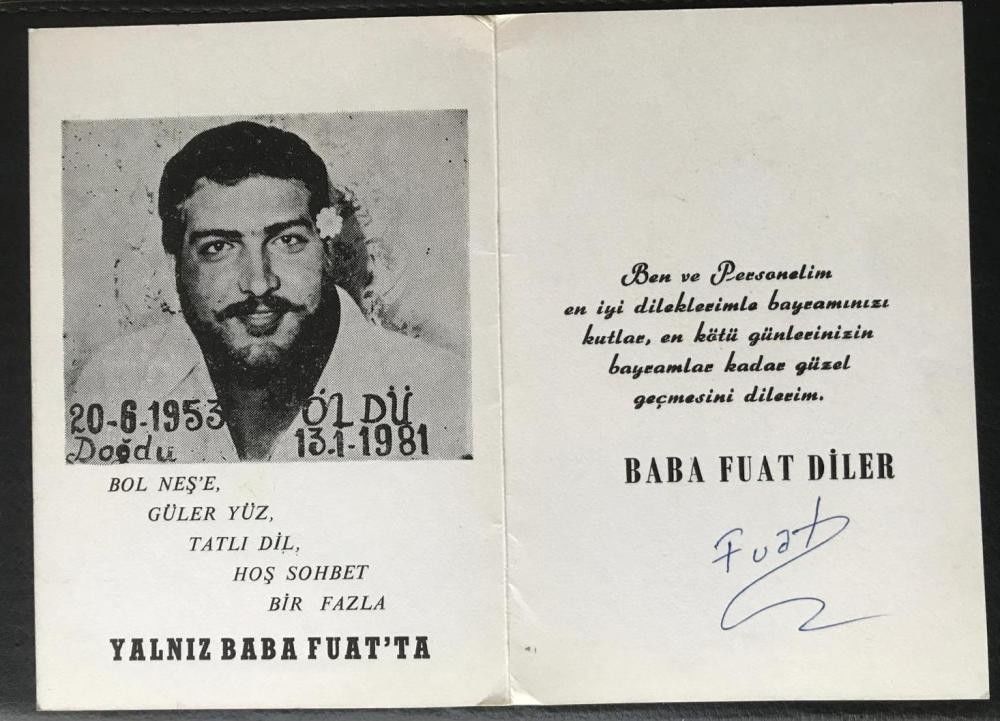 20-6-1953
Doğdu
ÖLDÜ
13.1-1981
BOL NEŞ'E,
GÜLER YÜZ,
TATLI DİL,
HOŞ SOHBET
BİR FAZLA
YALNIZ BABA FUAT'TA
Ben ve Personelim
en iyi dileklerimle bayramınızı
kutlar, en kötü günlerinizin
bayramlar kadar güzel
geçmesini dilerim.
BABA FUAT DİLER
Fuat